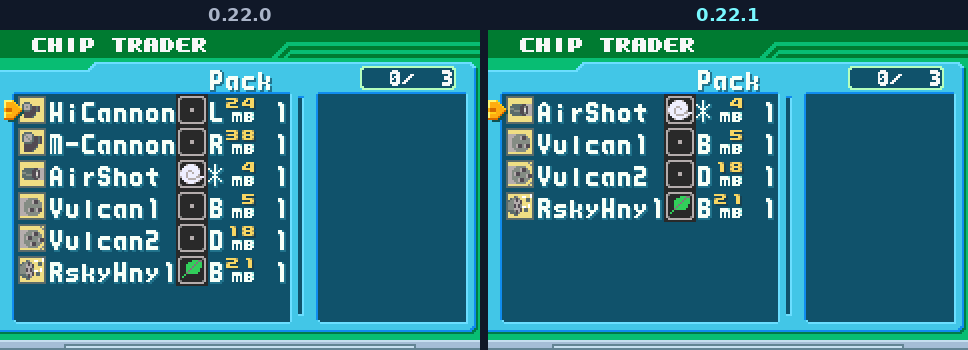 0.22.0
CHIP TRADER
Pack
0/ 3
HiCannon L 24 MB 1
M-Cannon R 38 MB 1
AirShot * 4 MB 1
Vulcan1 B 5 MB 1
Vulcan2 D 18 MB 1
RskyHny1 B 21 MB 1
0.22.1
CHIP TRADER
Pack
0/ 3
AirShot * 4 MB 1
Vulcan1 B 5 MB 1
Vulcan2 D 18 MB 1
RskyHny1 B 21 MB 1